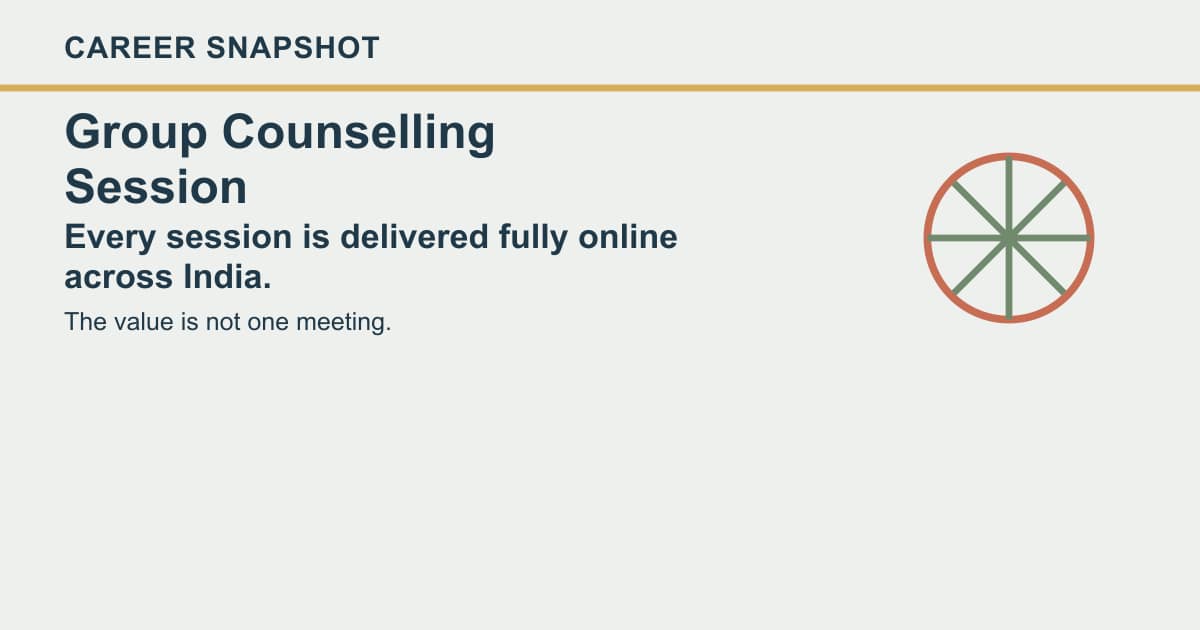 CAREER SNAPSHOT
Group Counselling
Session
Every session is delivered fully online
across India.
The value is not one meeting.